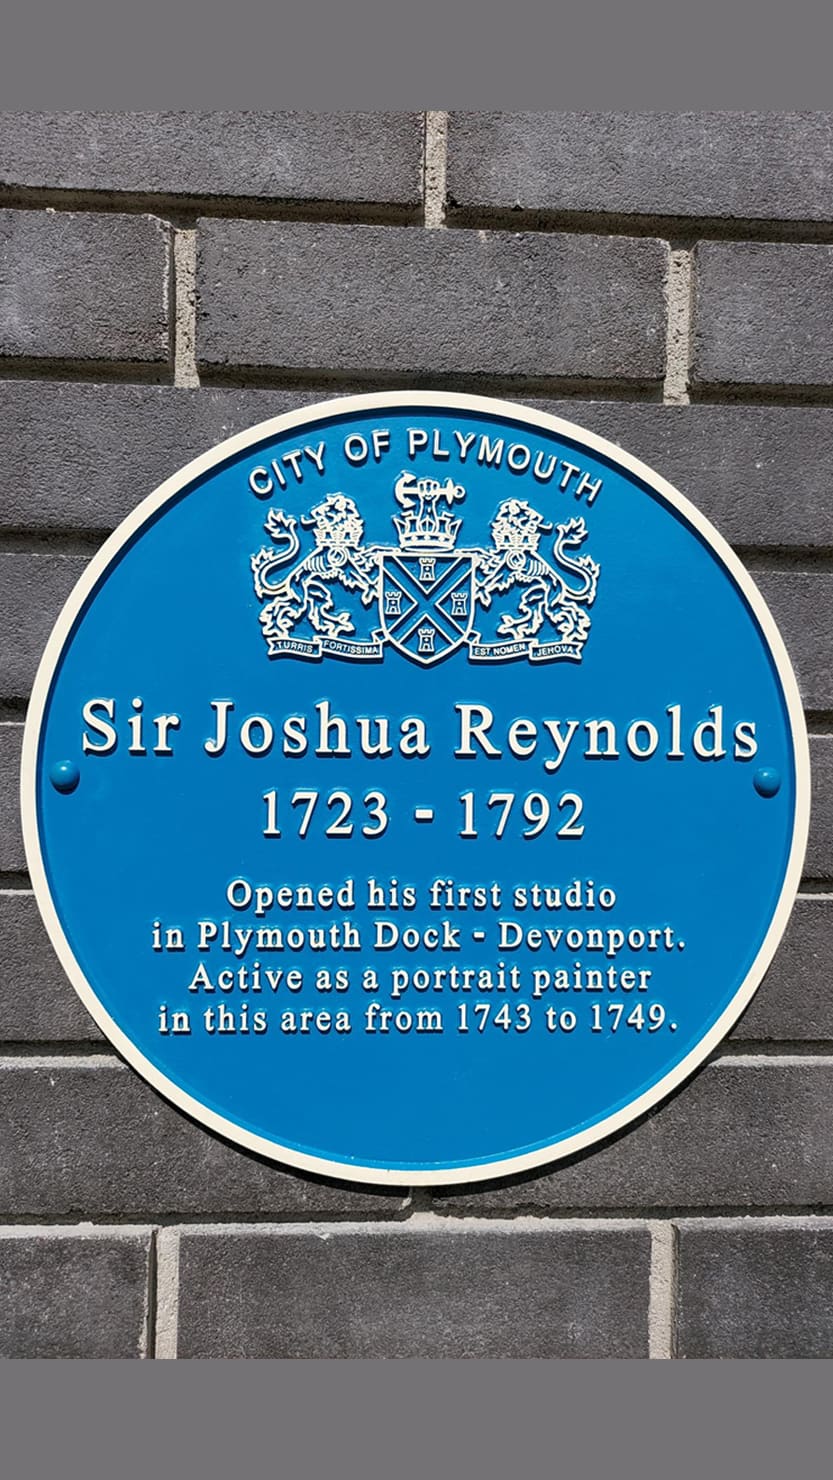 CITY OF PLYMOUTH
TURRIS FORTISSIMA EST NOMEN JEHOVA
Sir Joshua Reynolds
1723 - 1792
Opened his first studio
in Plymouth Dock - Devonport.
Active as a portrait painter
in this area from 1743 to 1749.